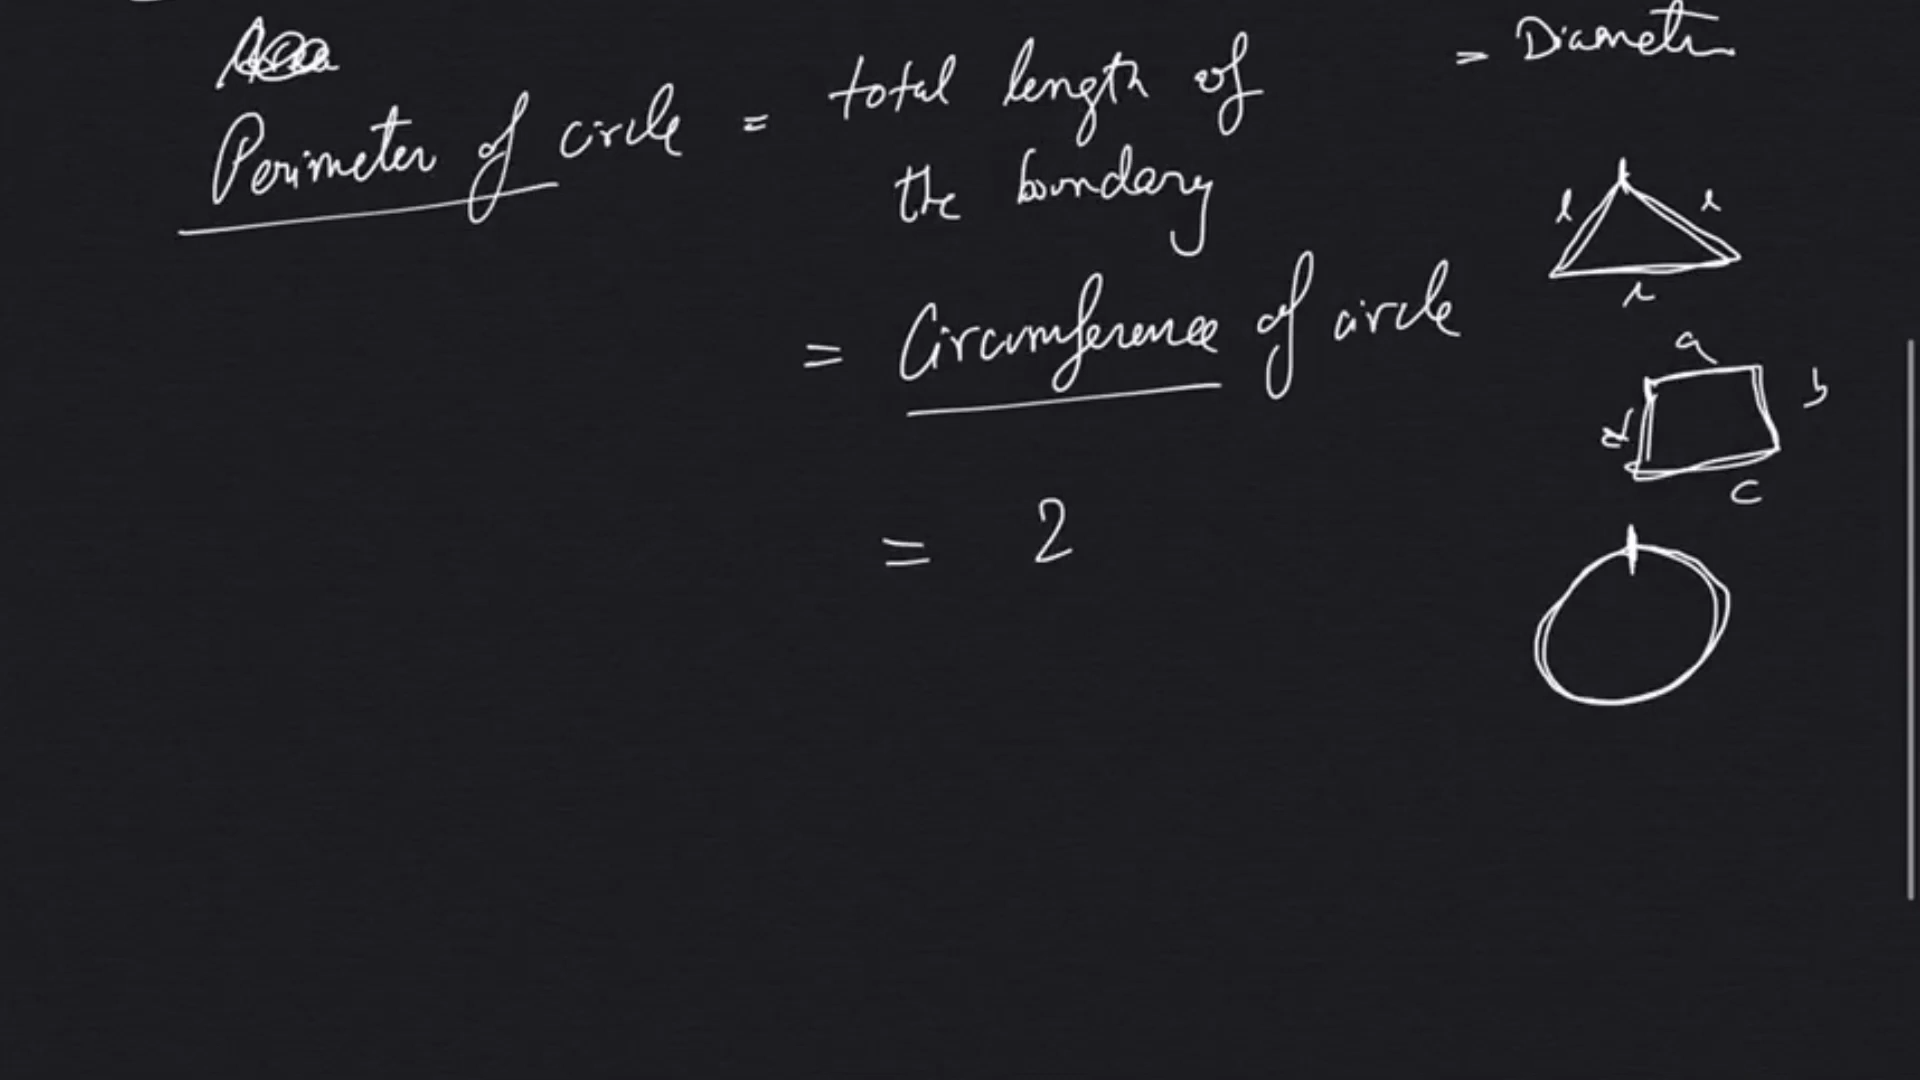 = Diameter
Perimeter of circle = total length of
the boundary
= Circumference of circle
= 2
l
l
a
b
d
c